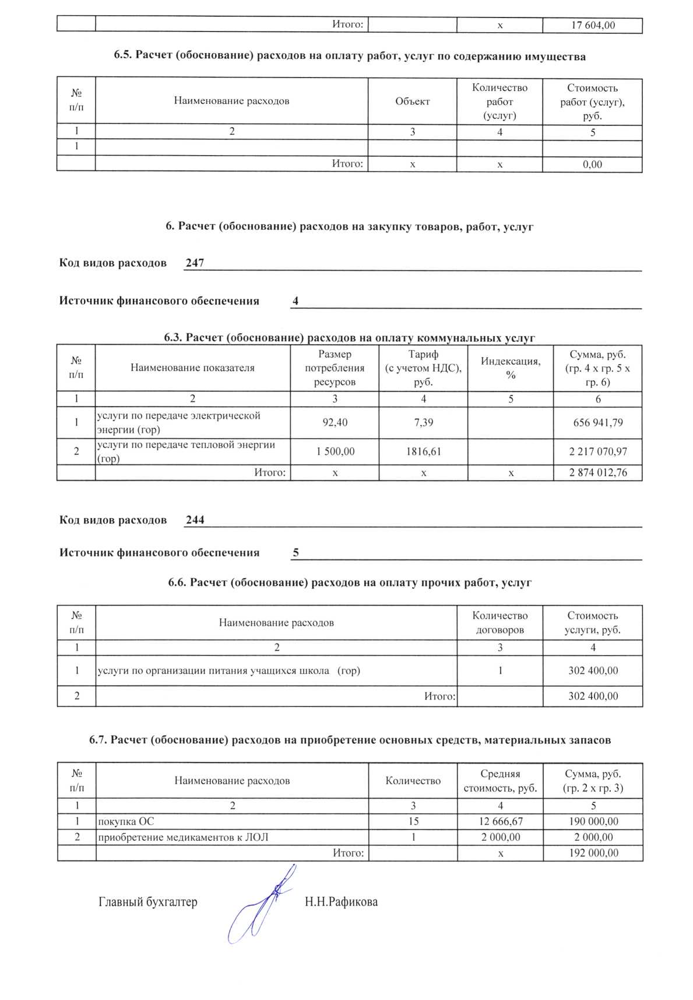 Итого: х 17 604,00
6.5. Расчет (обоснование) расходов на оплату работ, услуг по содержанию имущества
№ п/п Наименование расходов Объект Количество работ (услуг) Стоимость работ (услуг), руб.
1 2 3 4 5
1
Итого: х х 0,00
6. Расчет (обоснование) расходов на закупку товаров, работ, услуг
Код видов расходов 247
Источник финансового обеспечения 4
6.3. Расчет (обоснование) расходов на оплату коммунальных услуг
№ п/п Наименование показателя Размер потребления ресурсов Тариф (с учетом НДС), руб. Индексация, % Сумма, руб. (гр. 4 х гр. 5 х гр. 6)
1 2 3 4 5 6
1 услуги по передаче электрической энергии (гор) 92,40 7,39 656 941,79
2 услуги по передаче тепловой энергии (гор) 1 500,00 1816,61 2 217 070,97
Итого: х х х 2 874 012,76
Код видов расходов 244
Источник финансового обеспечения 5
6.6. Расчет (обоснование) расходов на оплату прочих работ, услуг
№ п/п Наименование расходов Количество договоров Стоимость услуги, руб.
1 2 3 4
1 услуги по организации питания учащихся школа (гор) 1 302 400,00
2 Итого: 302 400,00
6.7. Расчет (обоснование) расходов на приобретение основных средств, материальных запасов
№ п/п Наименование расходов Количество Средняя стоимость, руб. Сумма, руб. (гр. 2 х гр. 3)
1 2 3 4 5
1 покупка ОС 15 12 666,67 190 000,00
2 приобретение медикаментов к ЛОЛ 1 2 000,00 2 000,00
Итого: х 192 000,00
Главный бухгалтер Н.Н.Рафикова